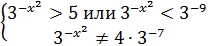 {3^{-x^2} > 5 или 3^{-x^2} < 3^{-9}
3^{-x^2} ≠ 4 · 3^{-7}